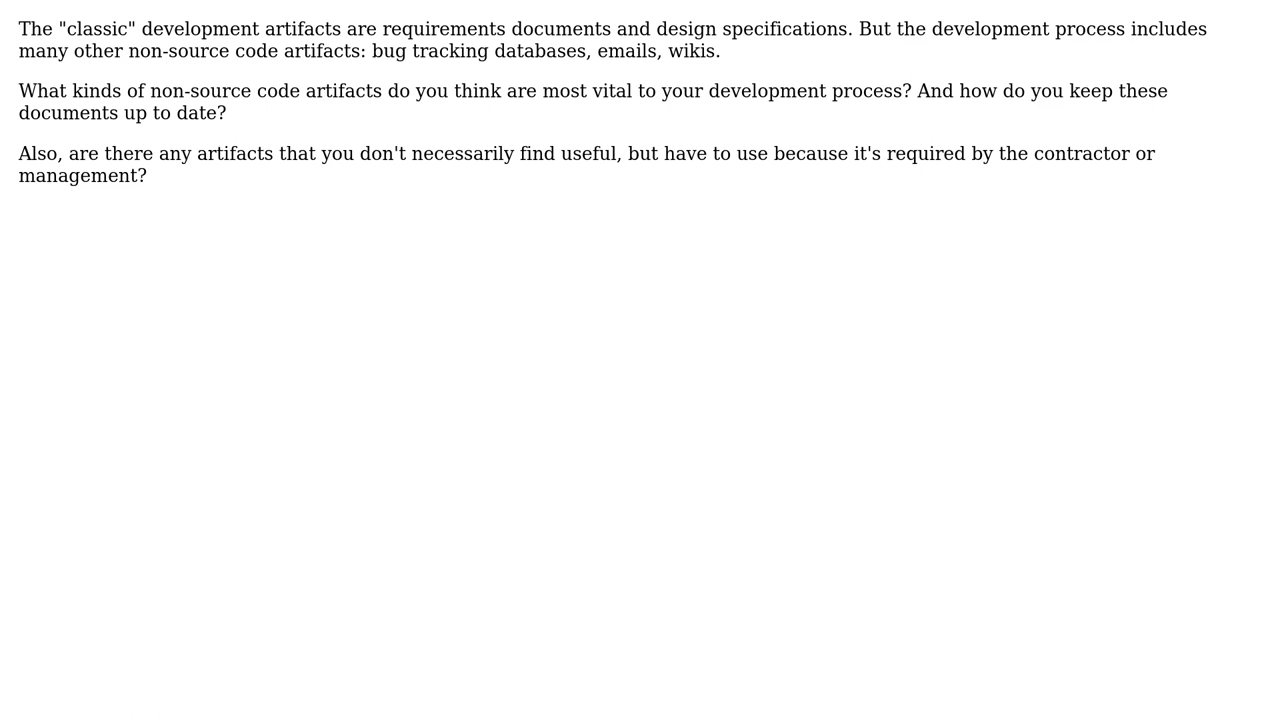 The "classic" development artifacts are requirements documents and design specifications. But the development process includes
many other non-source code artifacts: bug tracking databases, emails, wikis.
What kinds of non-source code artifacts do you think are most vital to your development process? And how do you keep these
documents up to date?
Also, are there any artifacts that you don't necessarily find useful, but have to use because it's required by the contractor or
management?